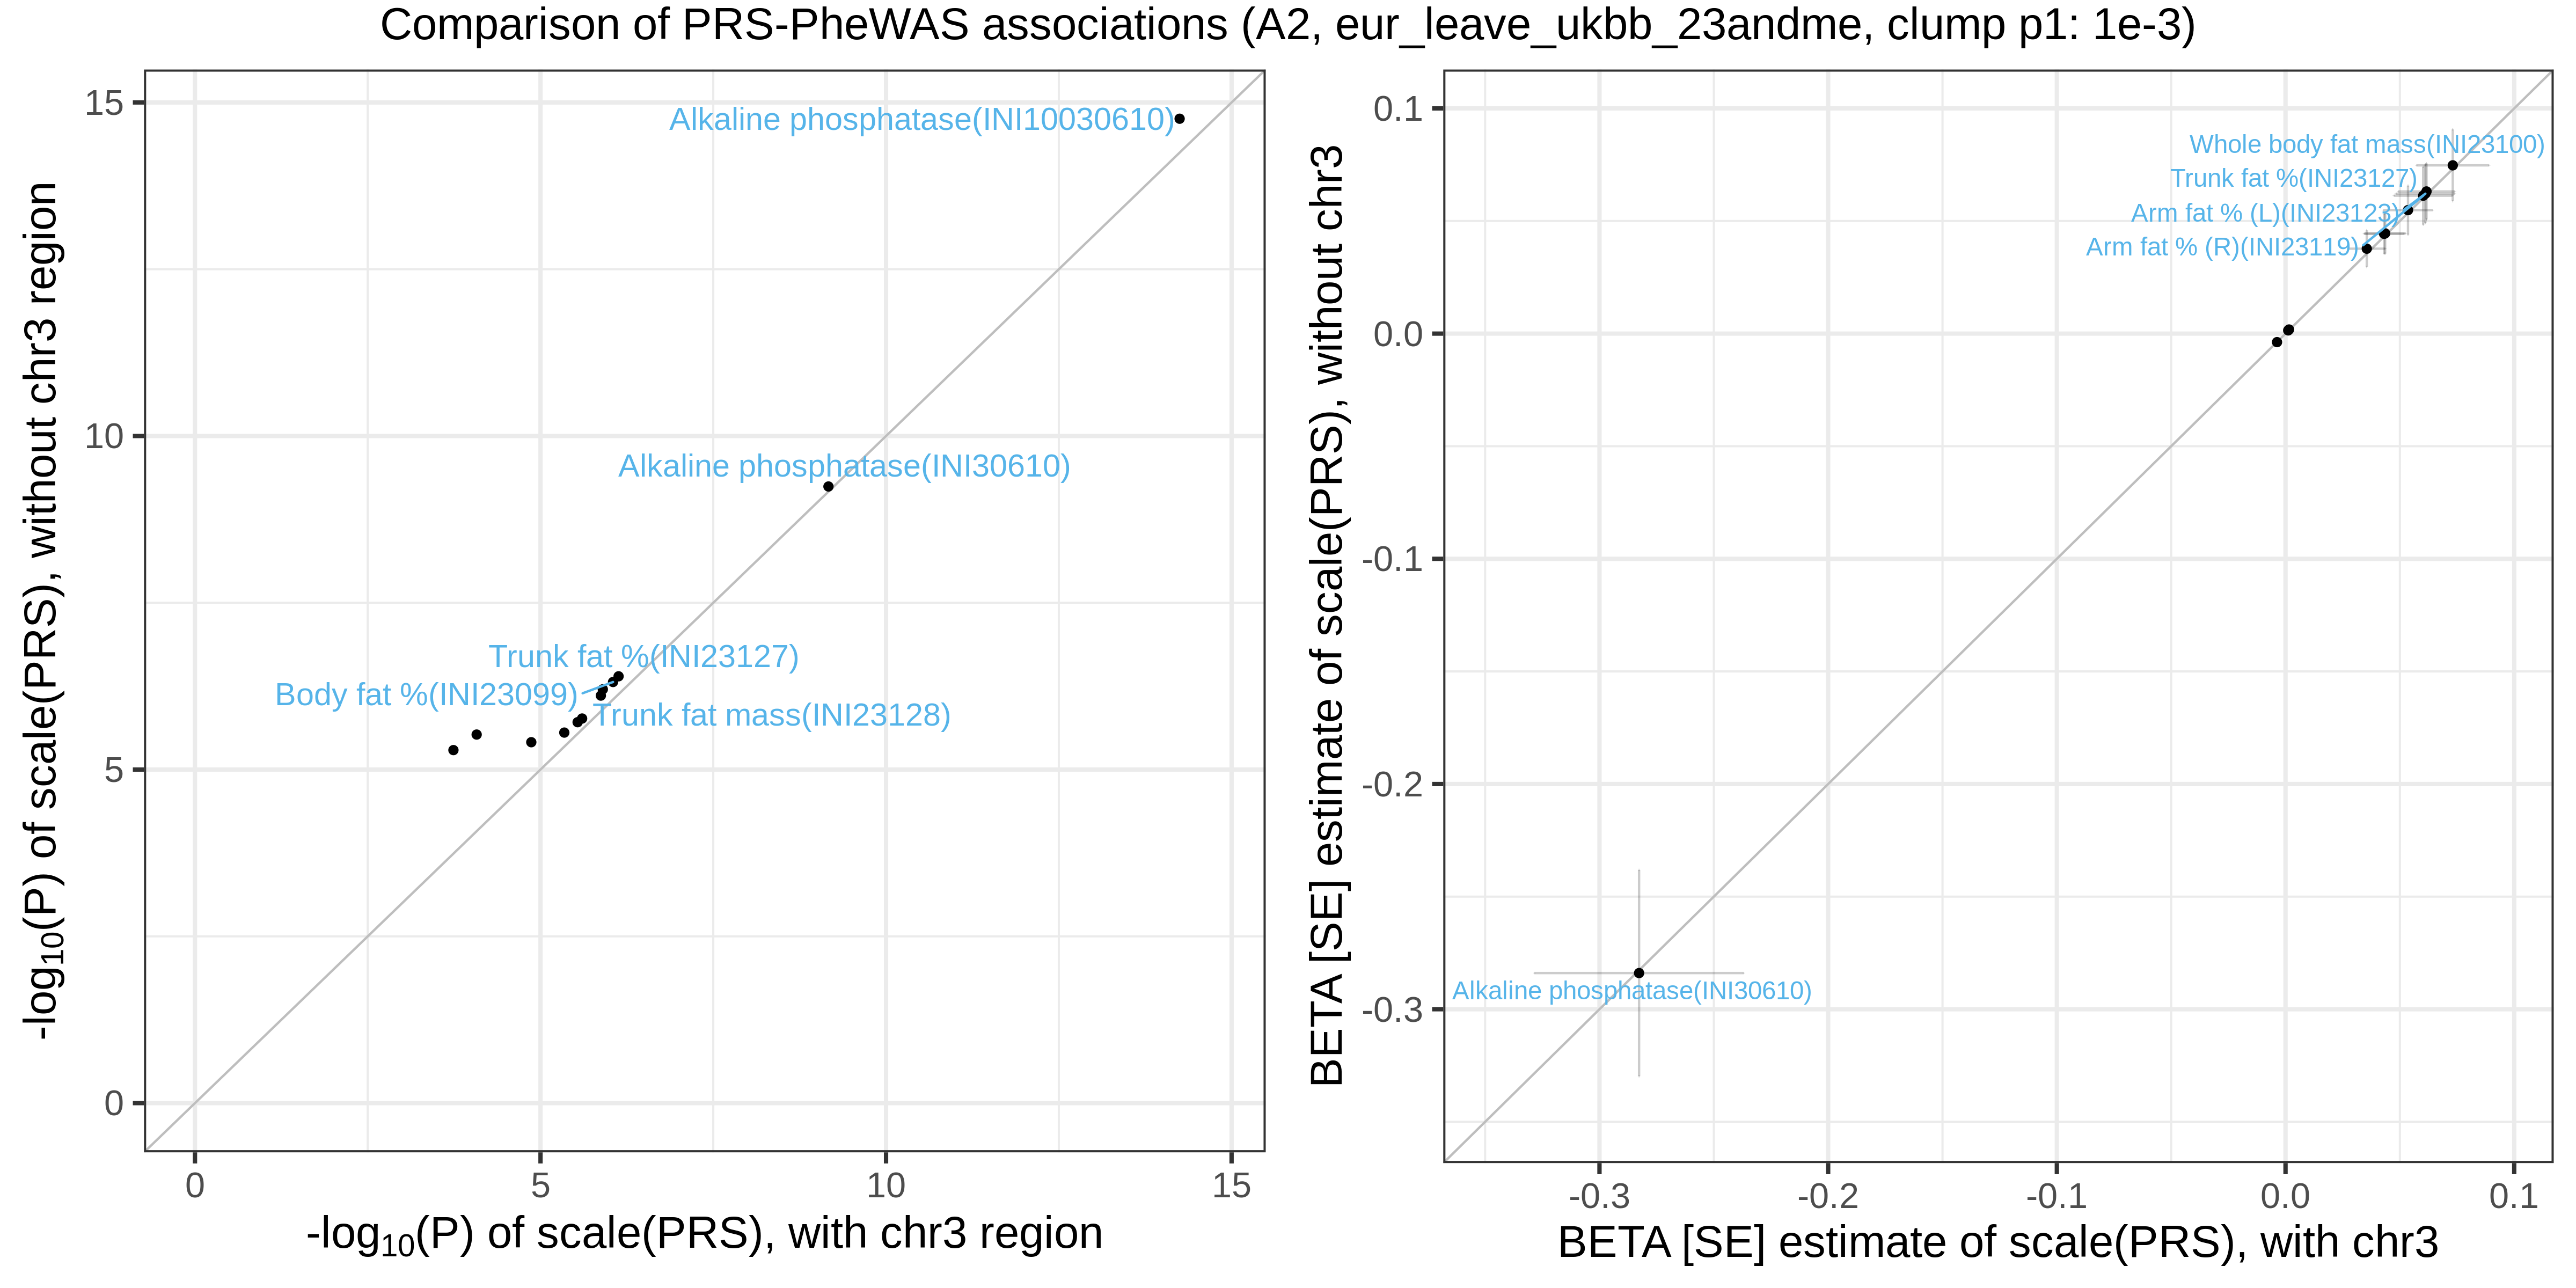 Comparison of PRS-PheWAS associations (A2, eur_leave_ukbb_23andme, clump p1: 1e-3)
-log10(P) of scale(PRS), without chr3 region
15
10
5
0
Alkaline phosphatase(INI10030610)
Alkaline phosphatase(INI30610)
Trunk fat %(INI23127)
Body fat %(INI23099)
Trunk fat mass(INI23128)
0 5 10 15
-log10(P) of scale(PRS), with chr3 region
BETA [SE] estimate of scale(PRS), without chr3
0.1
0.0
-0.1
-0.2
-0.3
Whole body fat mass(INI23100)
Trunk fat %(INI23127)
Arm fat % (L)(INI23123)
Arm fat % (R)(INI23119)
Alkaline phosphatase(INI30610)
-0.3 -0.2 -0.1 0.0 0.1
BETA [SE] estimate of scale(PRS), with chr3